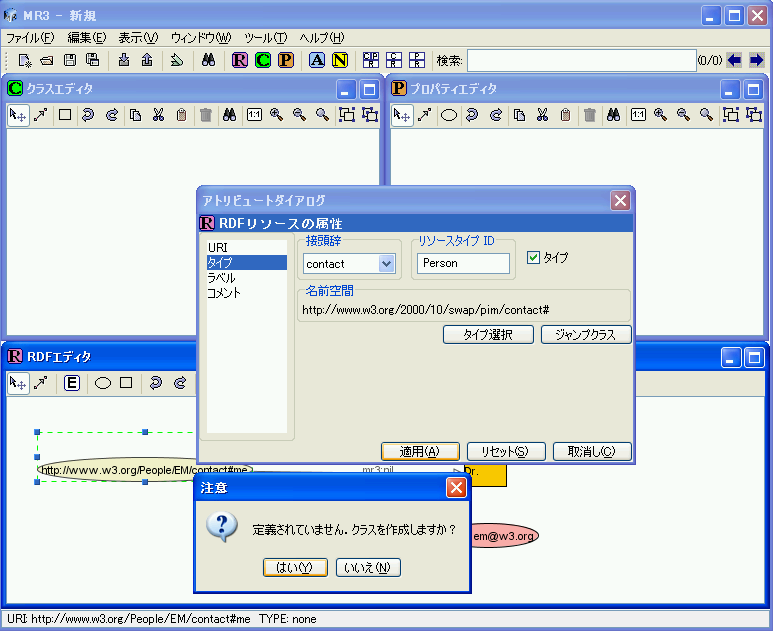 MR3 - 新規
ファイル(F) 編集(E) 表示(V) ウィンドウ(W) ツール(T) ヘルプ(H)
R C P A N C P C R P R 検索: (0/0)
C クラスエディタ
P プロパティエディタ
1:1
1:1
アトリビュートダイアログ
R RDFリソースの属性
URI
タイプ
ラベル
コメント
接頭辞
contact
リソースタイプ ID
Person
タイプ
名前空間
http://www.w3.org/2000/10/swap/pim/contact#
タイプ選択 ジャンプクラス
適用(A) リセット(S) 取消し(C)
R RDFエディタ
E
http://www.w3.org/People/EM/contact#me mr3:nil Dr.
em@w3.org
注意
定義されていません. クラスを作成しますか？
はい(Y) いいえ(N)
URI: http://www.w3.org/People/EM/contact#me TYPE: none